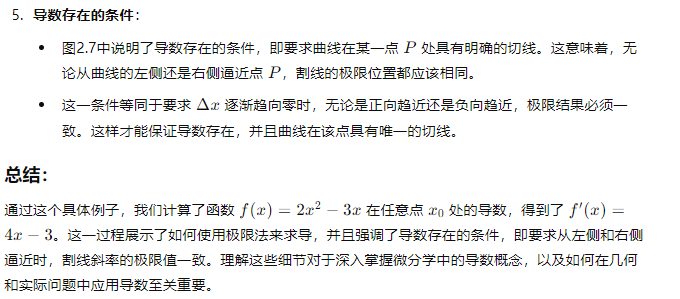 5. 导数存在的条件：
• 图2.7中说明了导数存在的条件，即要求曲线在某一点 P 处具有明确的切线。这意味着，无
论从曲线的左侧还是右侧逼近点 P，割线的极限位置都应该相同。
• 这一条件等同于要求 Δx 逐渐趋向零时，无论是正向趋近还是负向趋近，极限结果必须一
致。这样才能保证导数存在，并且曲线在该点具有唯一的切线。
总结：
通过这个具体例子，我们计算了函数 f(x) = 2x² − 3x 在任意点 x₀ 处的导数，得到了 f′(x) =
4x − 3。这一过程展示了如何使用极限法来求导，并且强调了导数存在的条件，即要求从左侧和右侧
逼近时，割线斜率的极限值一致。理解这些细节对于深入掌握微分学中的导数概念，以及如何在几何
和实际问题中应用导数至关重要。